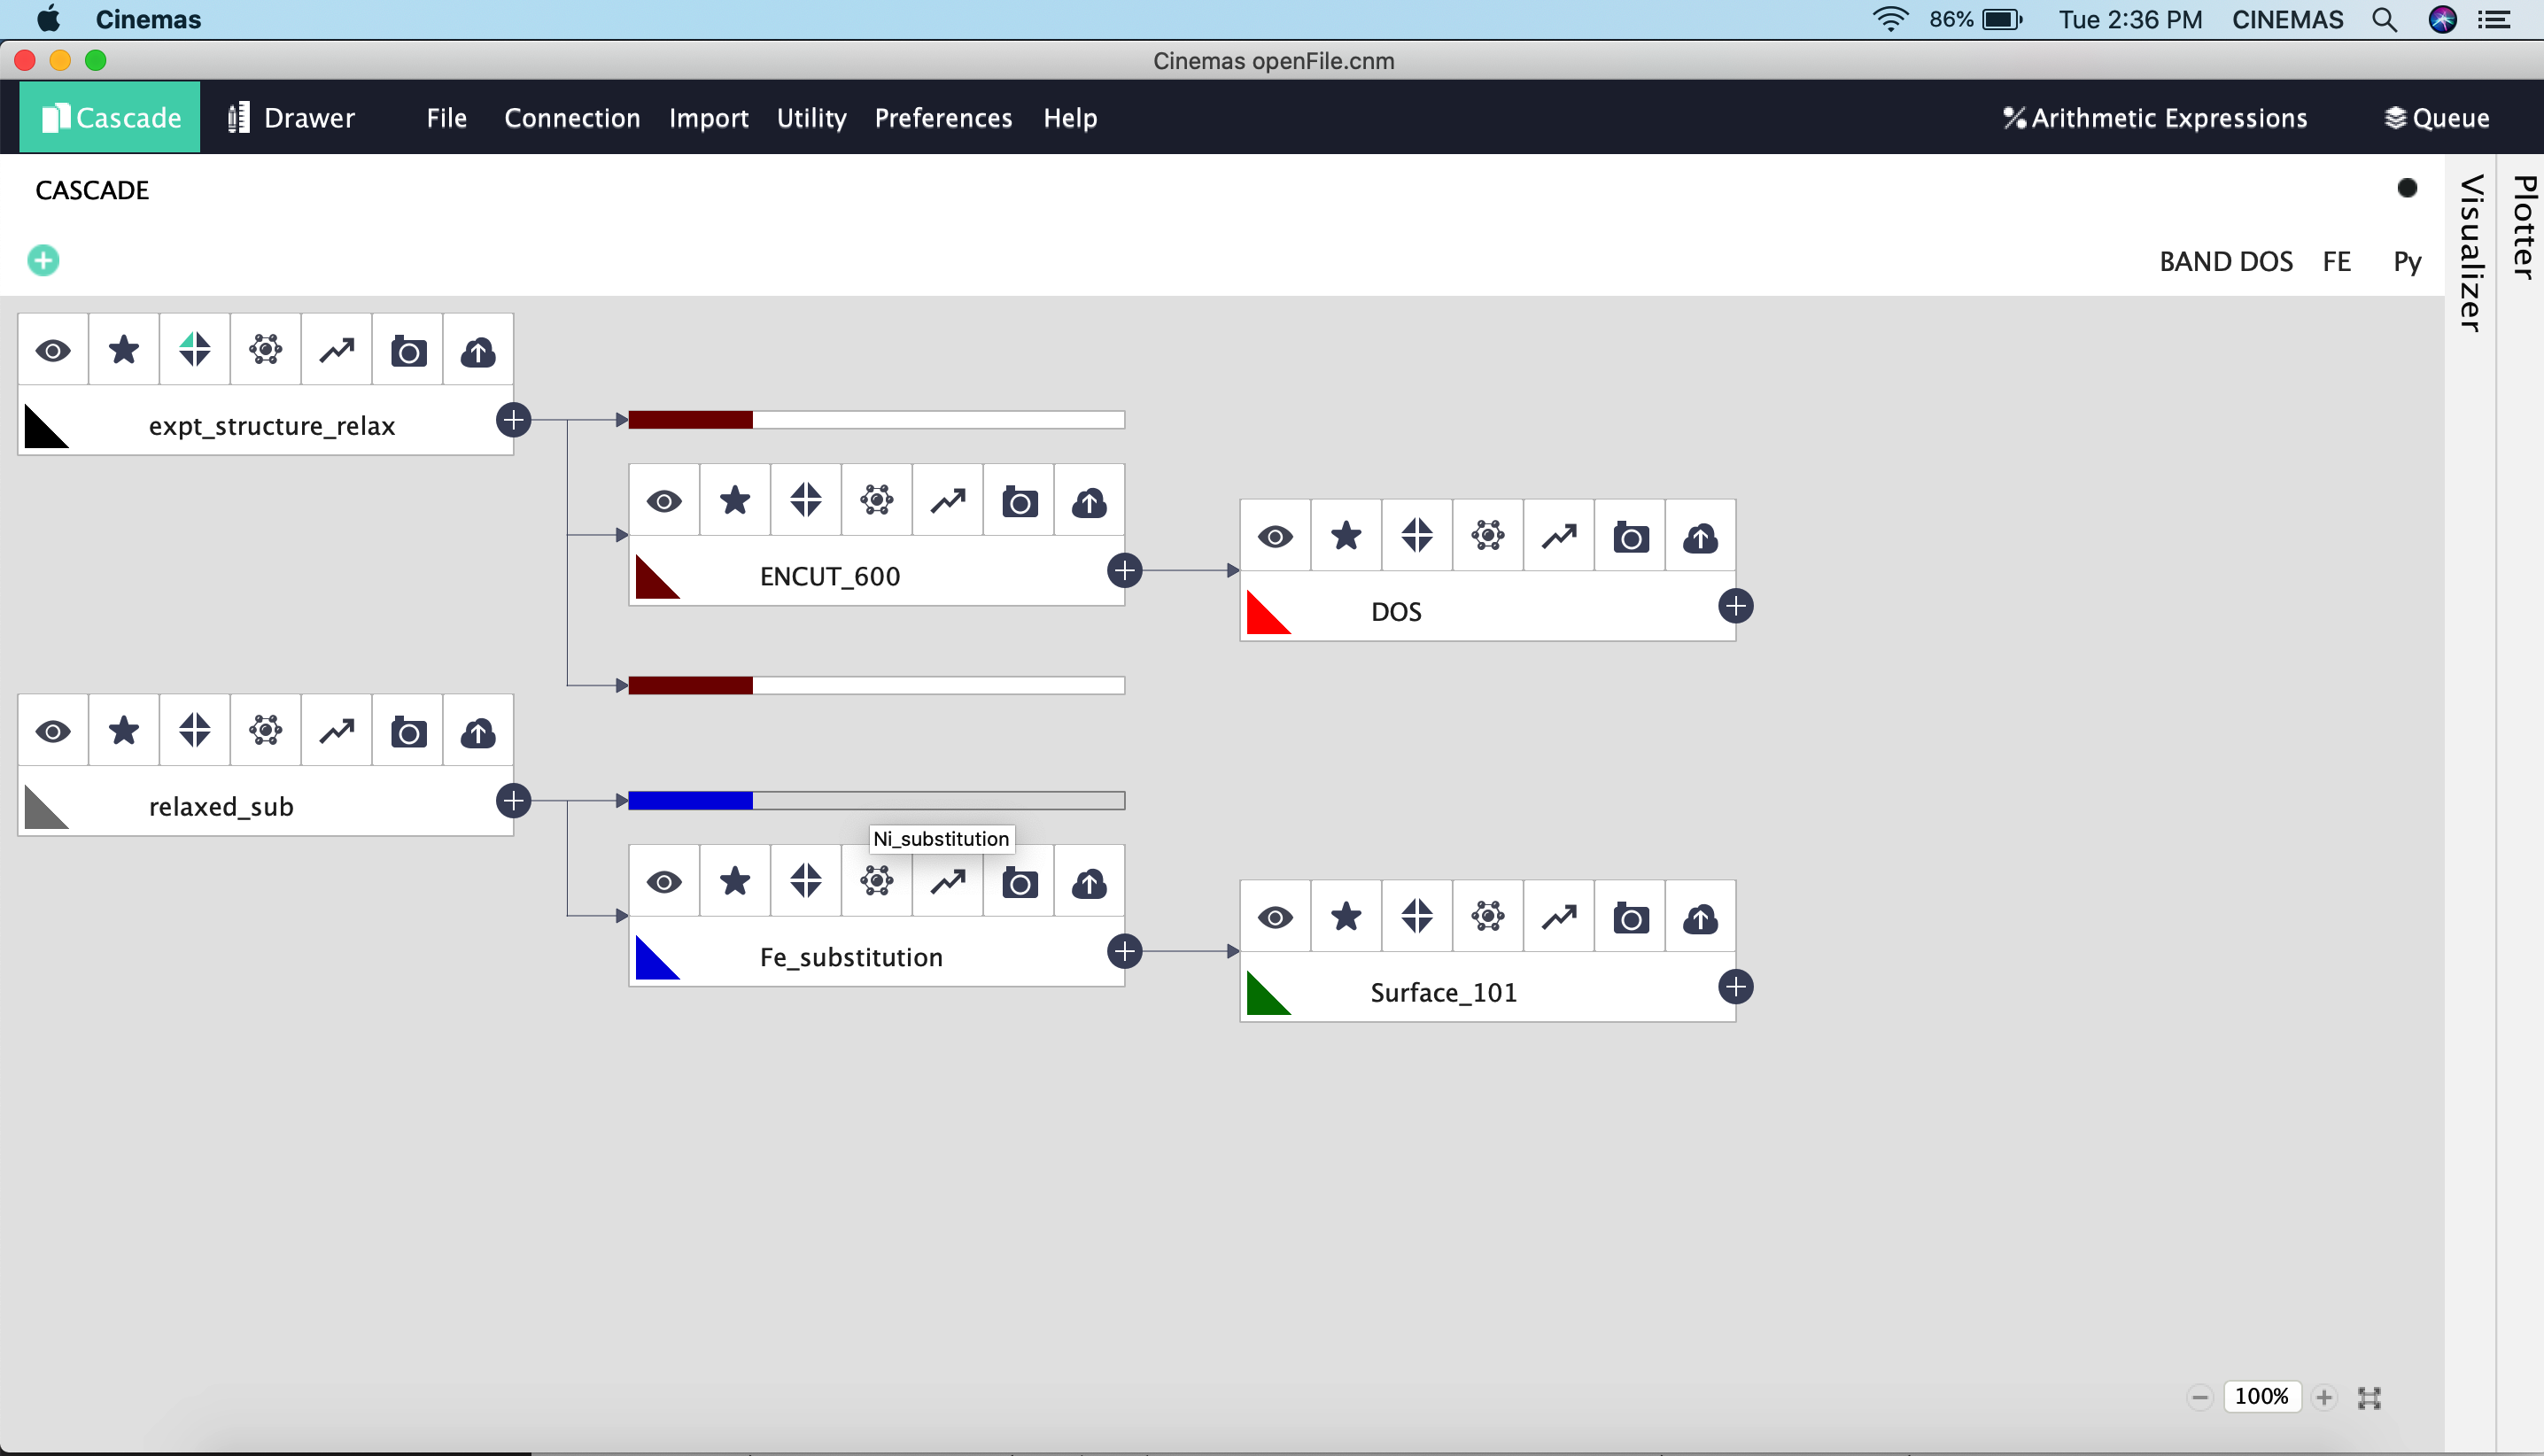 Cinemas 86% Tue 2:36 PM CINEMAS
Cinemas openFile.cnm
Cascade Drawer File Connection Import Utility Preferences Help Arithmetic Expressions Queue
CASCADE
BAND DOS FE Py
Visualizer
Plotter
expt_structure_relax
ENCUT_600
DOS
relaxed_sub
Ni_substitution
Fe_substitution
Surface_101
100%